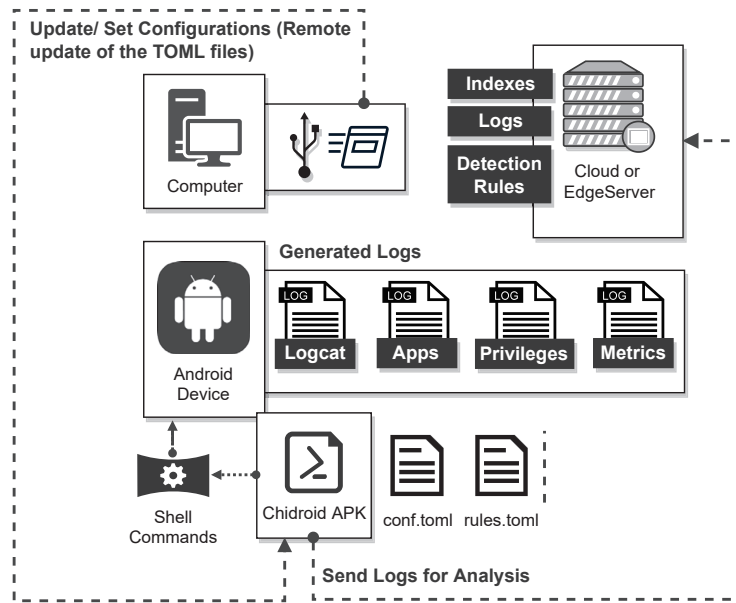 Update/ Set Configurations (Remote
update of the TOML files)
Computer
Indexes
Logs
Detection
Rules
Cloud or
EdgeServer
Generated Logs
LOG
LOG
LOG
LOG
Logcat
Apps
Privileges
Metrics
Android
Device
Shell
Commands
Chidroid APK
conf.toml
rules.toml
Send Logs for Analysis